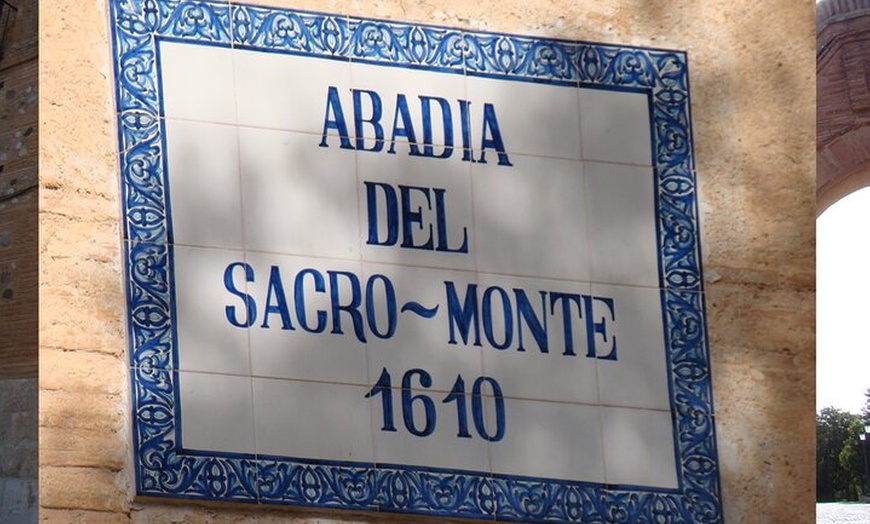 ABADIA
DEL
SACRO~MONTE
1610